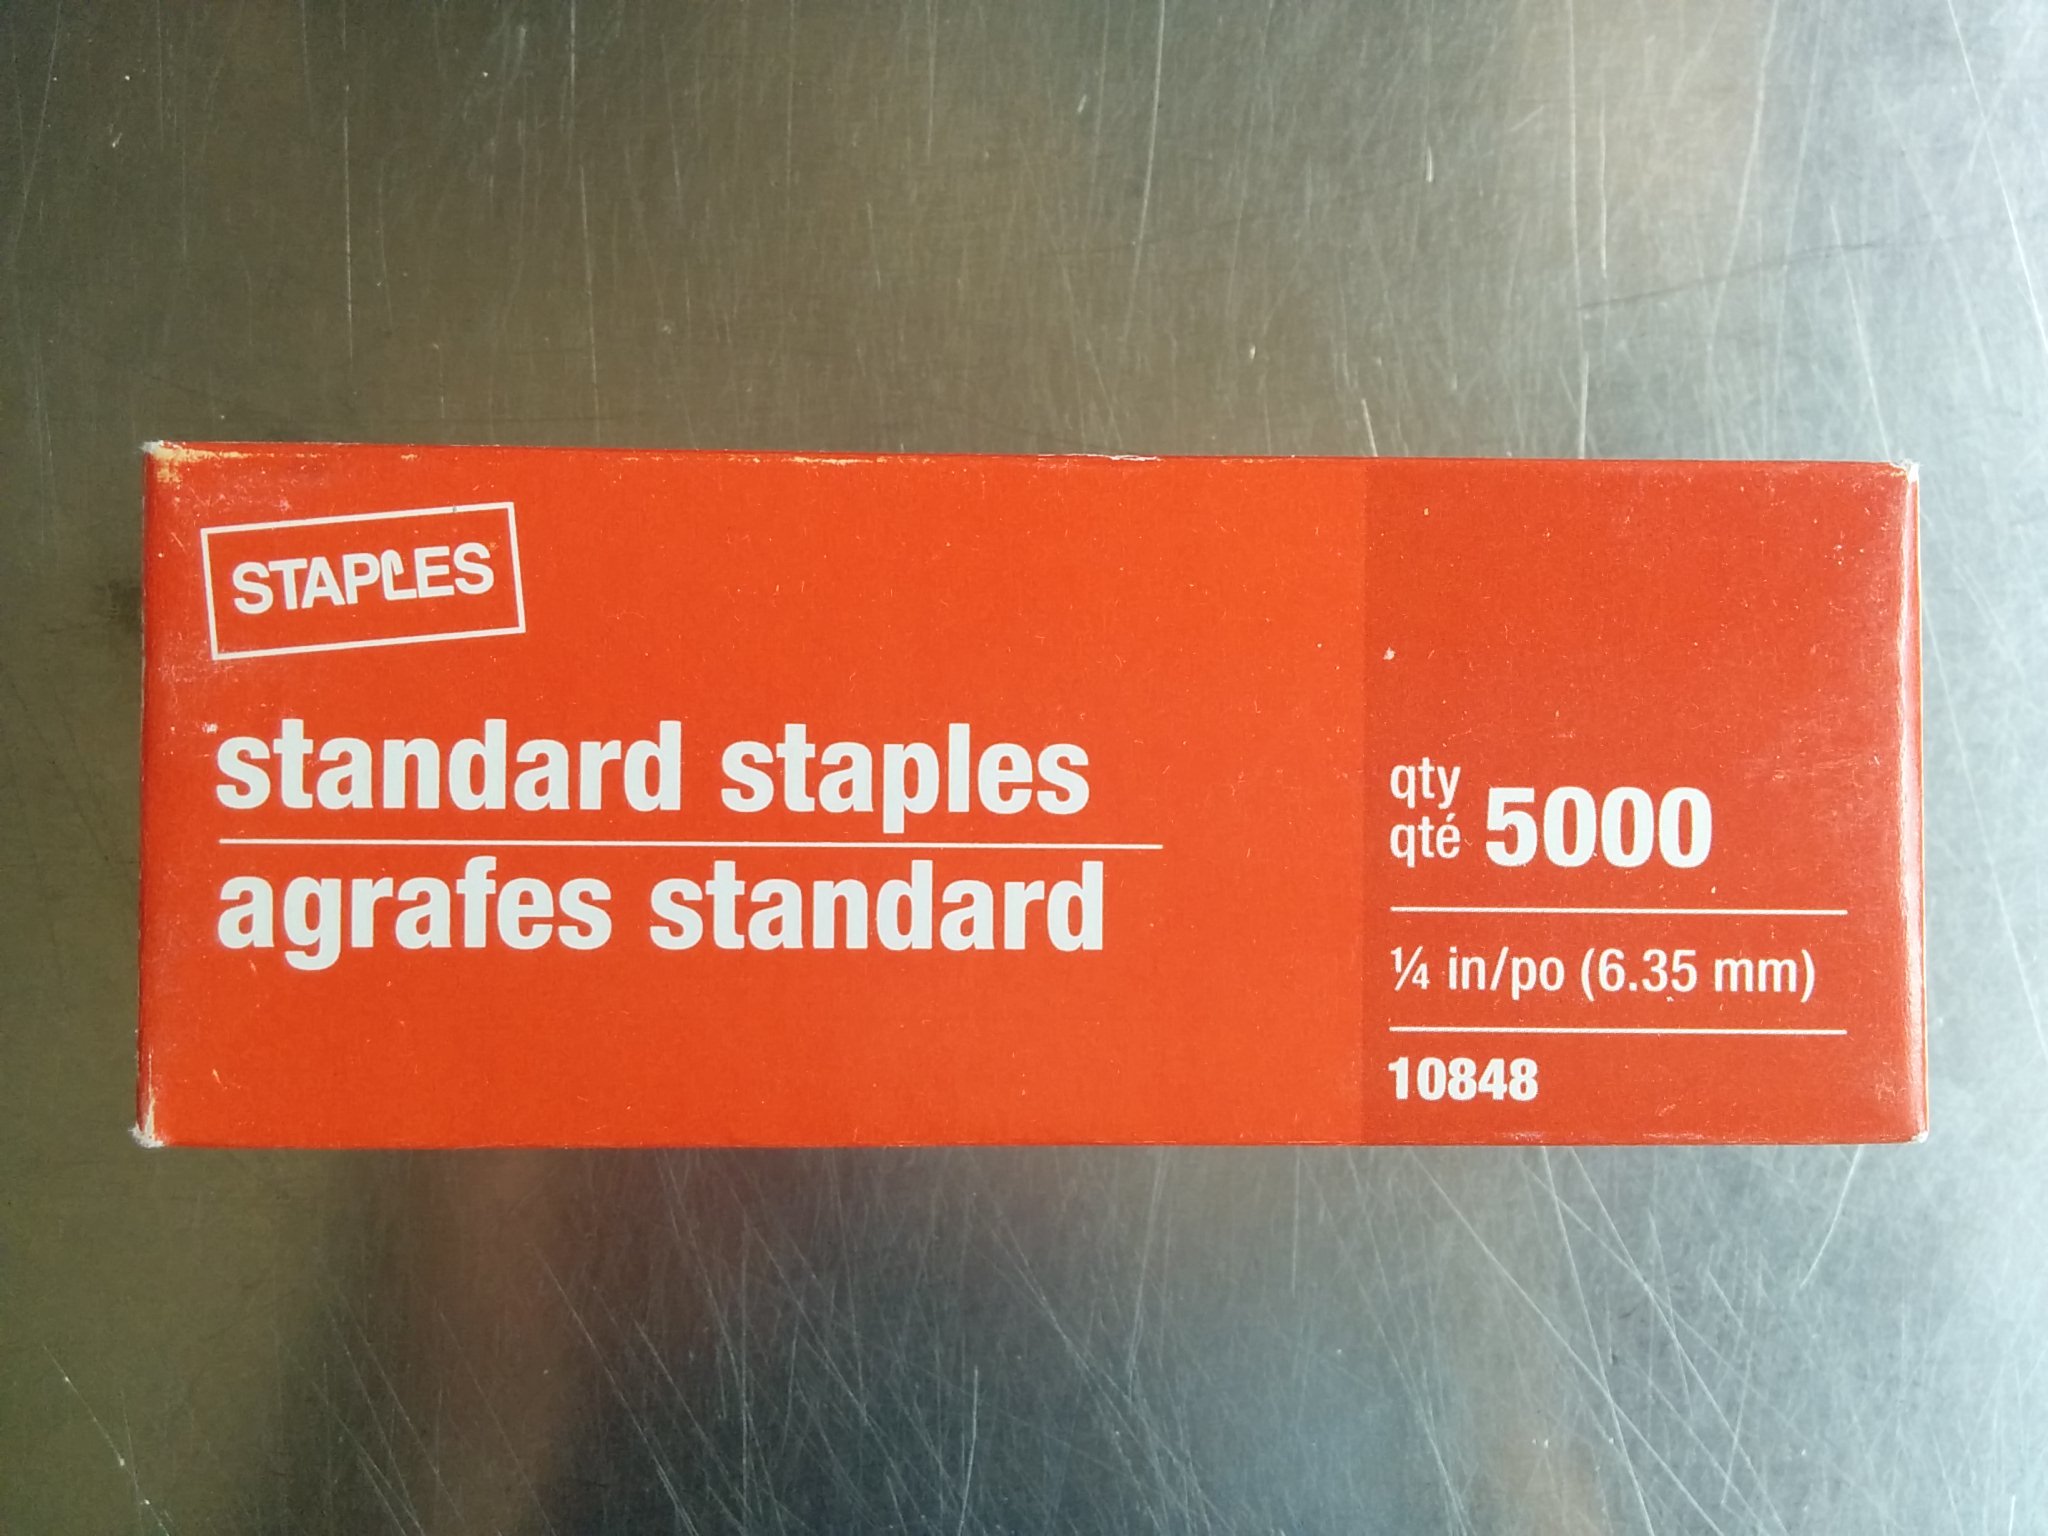 STAPLES
standard staples
agrafes standard
qty
qté 5000
¼ in/po (6.35 mm)
10848